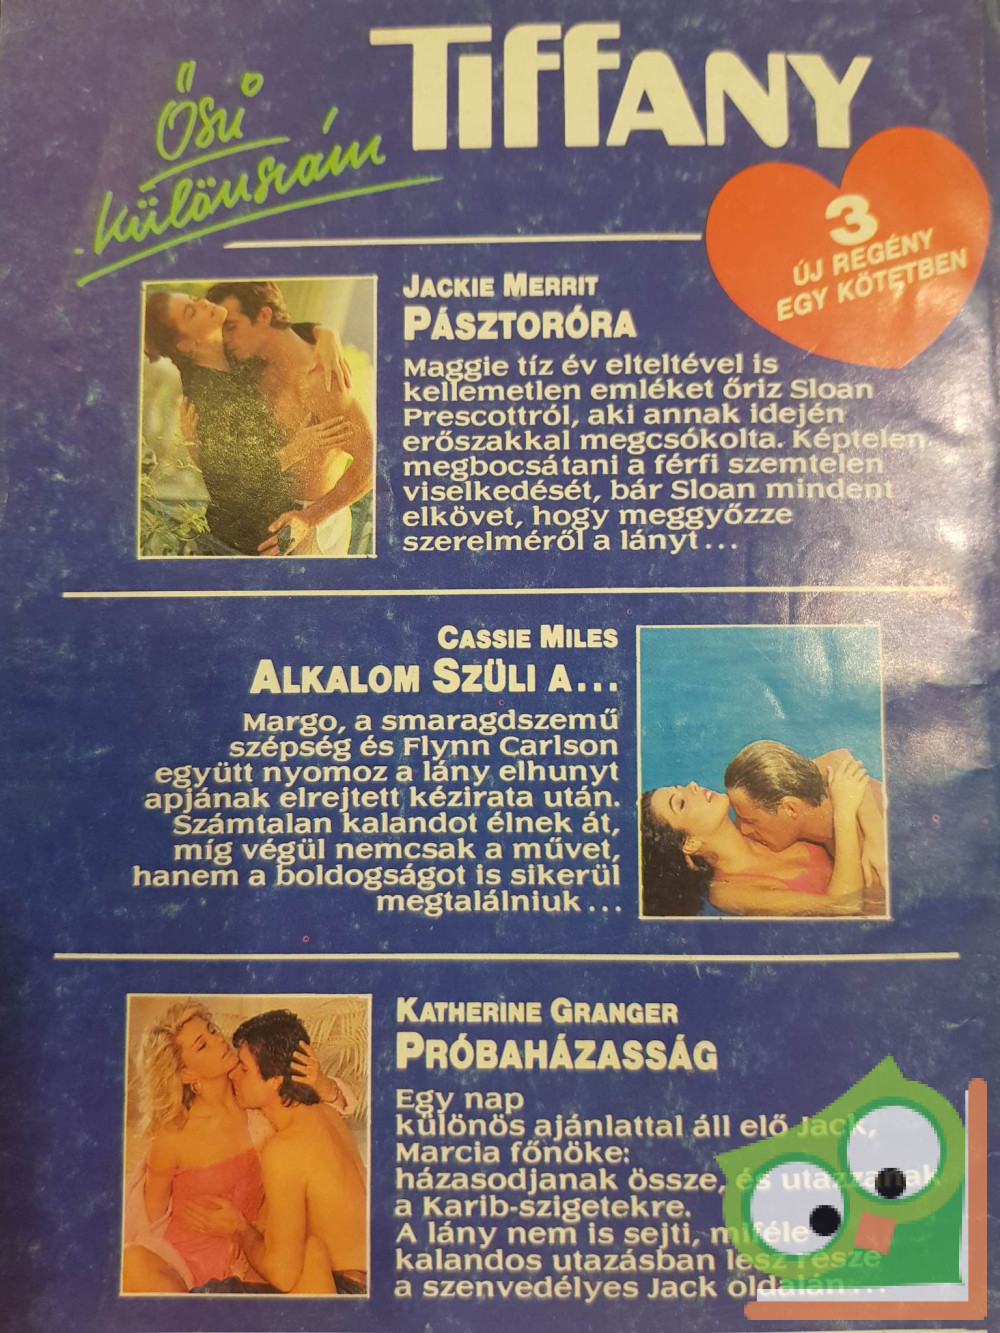 TIFFANY
Őszi
különszám
3
ÚJ REGÉNY
EGY KÖTETBEN
JACKIE MERRIT
PÁSZTORÓRA
Maggie tíz év elteltével is
kellemetlen emléket őriz Sloan
Prescottról, aki annak idején
erőszakkal megcsókolta. Képtelen
megbocsátani a férfi szemtelen
viselkedését, bár Sloan mindent
elkövet, hogy meggyőzze
szerelméről a lányt...
CASSIE MILES
ALKALOM SZÜLI A...
Margo, a smaragdszemű
szépség és Flynn Carlson
együtt nyomoz a lány elhunyt
apjának elrejtett kézirata után.
Számtalan kalandot élnek át,
míg végül nemcsak a művet,
hanem a boldogságot is sikerül
megtalálniuk...
KATHERINE GRANGER
PRÓBAHÁZASSÁG
Egy nap
különös ajánlattal áll elő Jack,
Marcia főnöke:
házasodjanak össze, és utazzanak
a Karib-szigetekre.
A lány nem is sejti, miféle
kalandos utazásban lesz része
a szenvedélyes Jack oldalán...